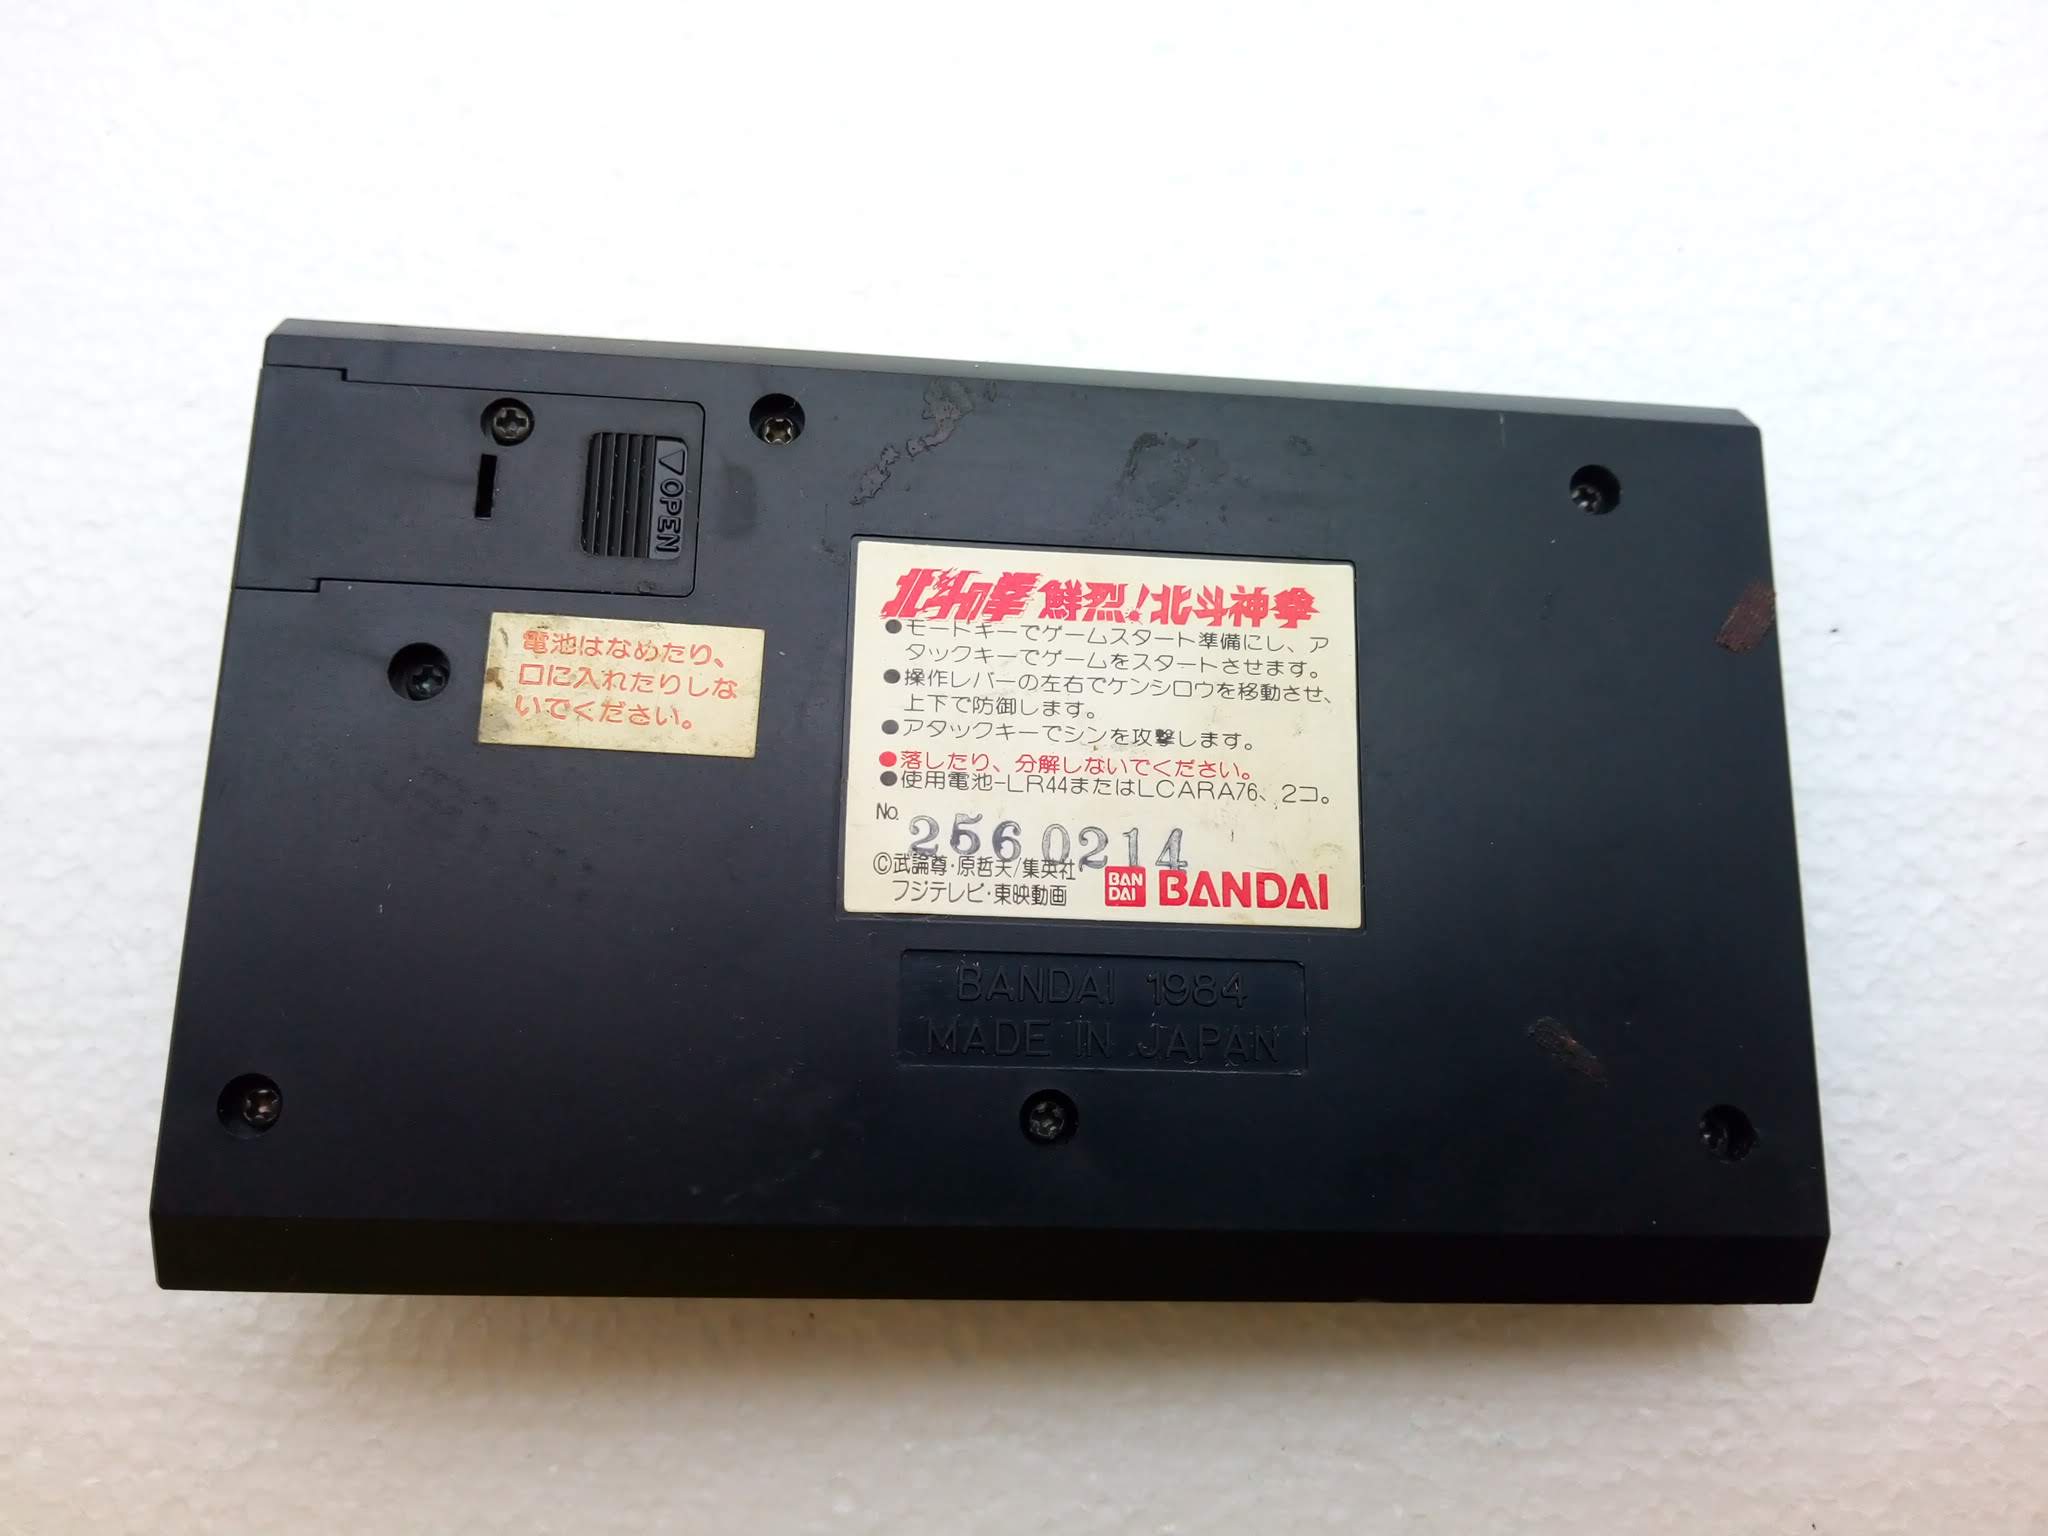 OPEN
電池はなめたり、
口に入れたりしな
いでください。
北斗の拳 鮮烈!北斗神拳
●モードキーでゲームスタート準備にし、ア
タックキーでゲームをスタートさせます。
●操作レバーの左右でケンシロウを移動させ、
上下で防御します。
●アタックキーでシンを攻撃します。
●落したり、分解しないでください。
●使用電池-LR44またはLCARA76、2コ。
No. 2560214
©武論尊・原哲夫/集英社
フジテレビ・東映動画
BAN
DAI
BANDAI
BANDAI 1984
MADE IN JAPAN